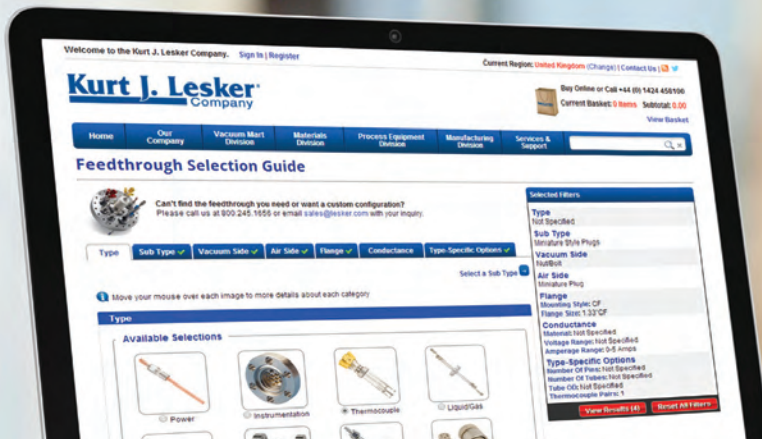 Welcome to the Kurt J. Lesker Company. Sign In | Register
Current Region: United Kingdom (Change) | Contact Us |
Kurt J. Lesker
Company
Buy Online or Call +44 (0) 1424 458100
Current Basket: 0 Items Subtotal: 0.00
View Basket
Home
Our Company
Vacuum Mart Division
Materials Division
Process Equipment Division
Manufacturing Division
Services & Support
Feedthrough Selection Guide
Can't find the feedthrough you need or want a custom configuration?
Please call us at 800.245.1656 or email sales@lesker.com with your inquiry.
Type
Sub Type
Vacuum Side
Air Side
Flange
Conductance
Type-Specific Options
Select a Sub Type
Move your mouse over each image to more details about each category
Type
Available Selections
Power
Instrumentation
Thermocouple
Liquid/Gas
Selected Filters
Type
Not Specified
Sub Type
Miniature Style Plugs
Vacuum Side
Nut/Bolt
Air Side
Miniature Plug
Flange
Mounting Style: CF
Flange Size: 1.33"CF
Conductance
Material: Not Specified
Voltage Range: Not Specified
Amperage Range: 0-5 Amps
Type-Specific Options
Number Of Pins: Not Specified
Number Of Tubes: Not Specified
Tube OD: Not Specified
Thermocouple Pairs: 1
View Results (4)
Reset All Filters